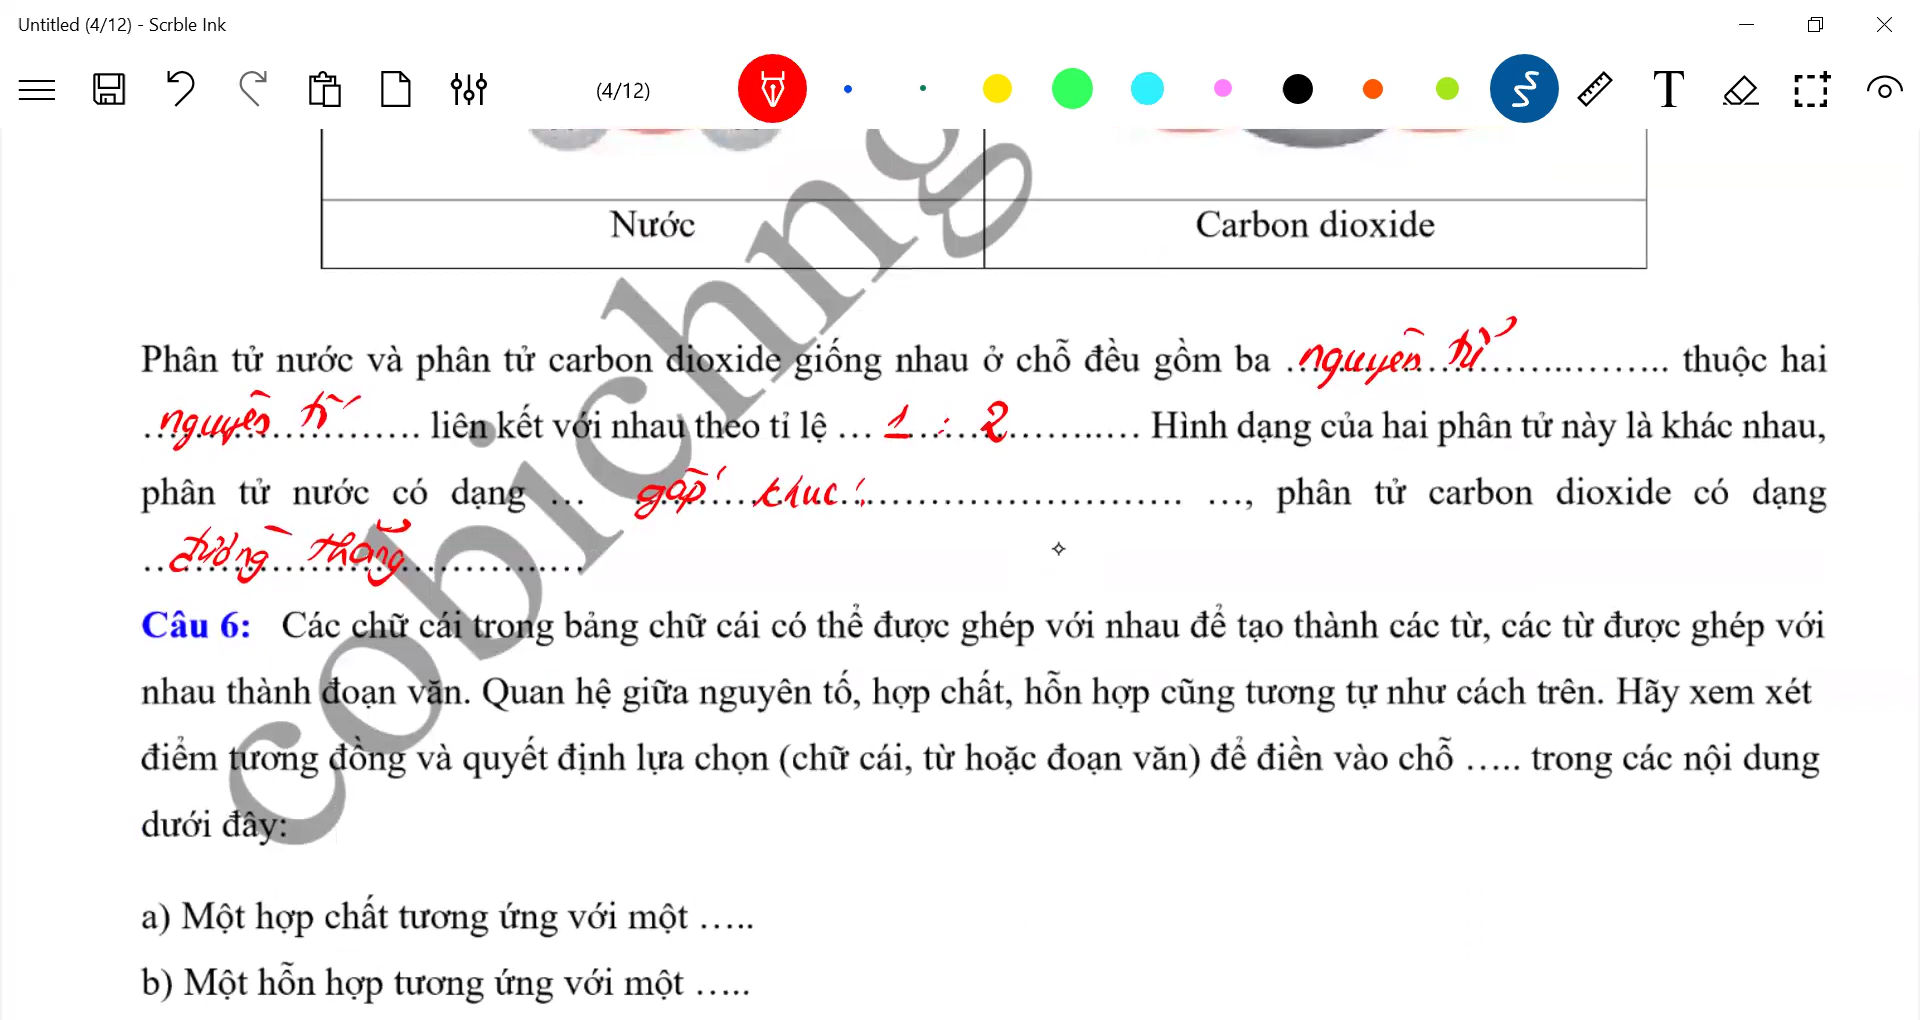 Untitled (4/12) - Scrble Ink
(4/12)
T
Nước Carbon dioxide
cobichng
Phân tử nước và phân tử carbon dioxide giống nhau ở chỗ đều gồm ba ... nguyên tử ... thuộc hai
... nguyên tố ... liên kết với nhau theo tỉ lệ ... 1 : 2 ... Hình dạng của hai phân tử này là khác nhau,
phân tử nước có dạng ... gấp khúc ... ..., phân tử carbon dioxide có dạng
... đường thẳng ...
Câu 6: Các chữ cái trong bảng chữ cái có thể được ghép với nhau để tạo thành các từ, các từ được ghép với
nhau thành đoạn văn. Quan hệ giữa nguyên tố, hợp chất, hỗn hợp cũng tương tự như cách trên. Hãy xem xét
điểm tương đồng và quyết định lựa chọn (chữ cái, từ hoặc đoạn văn) để điền vào chỗ ..... trong các nội dung
dưới đây:
a) Một hợp chất tương ứng với một .....
b) Một hỗn hợp tương ứng với một .....